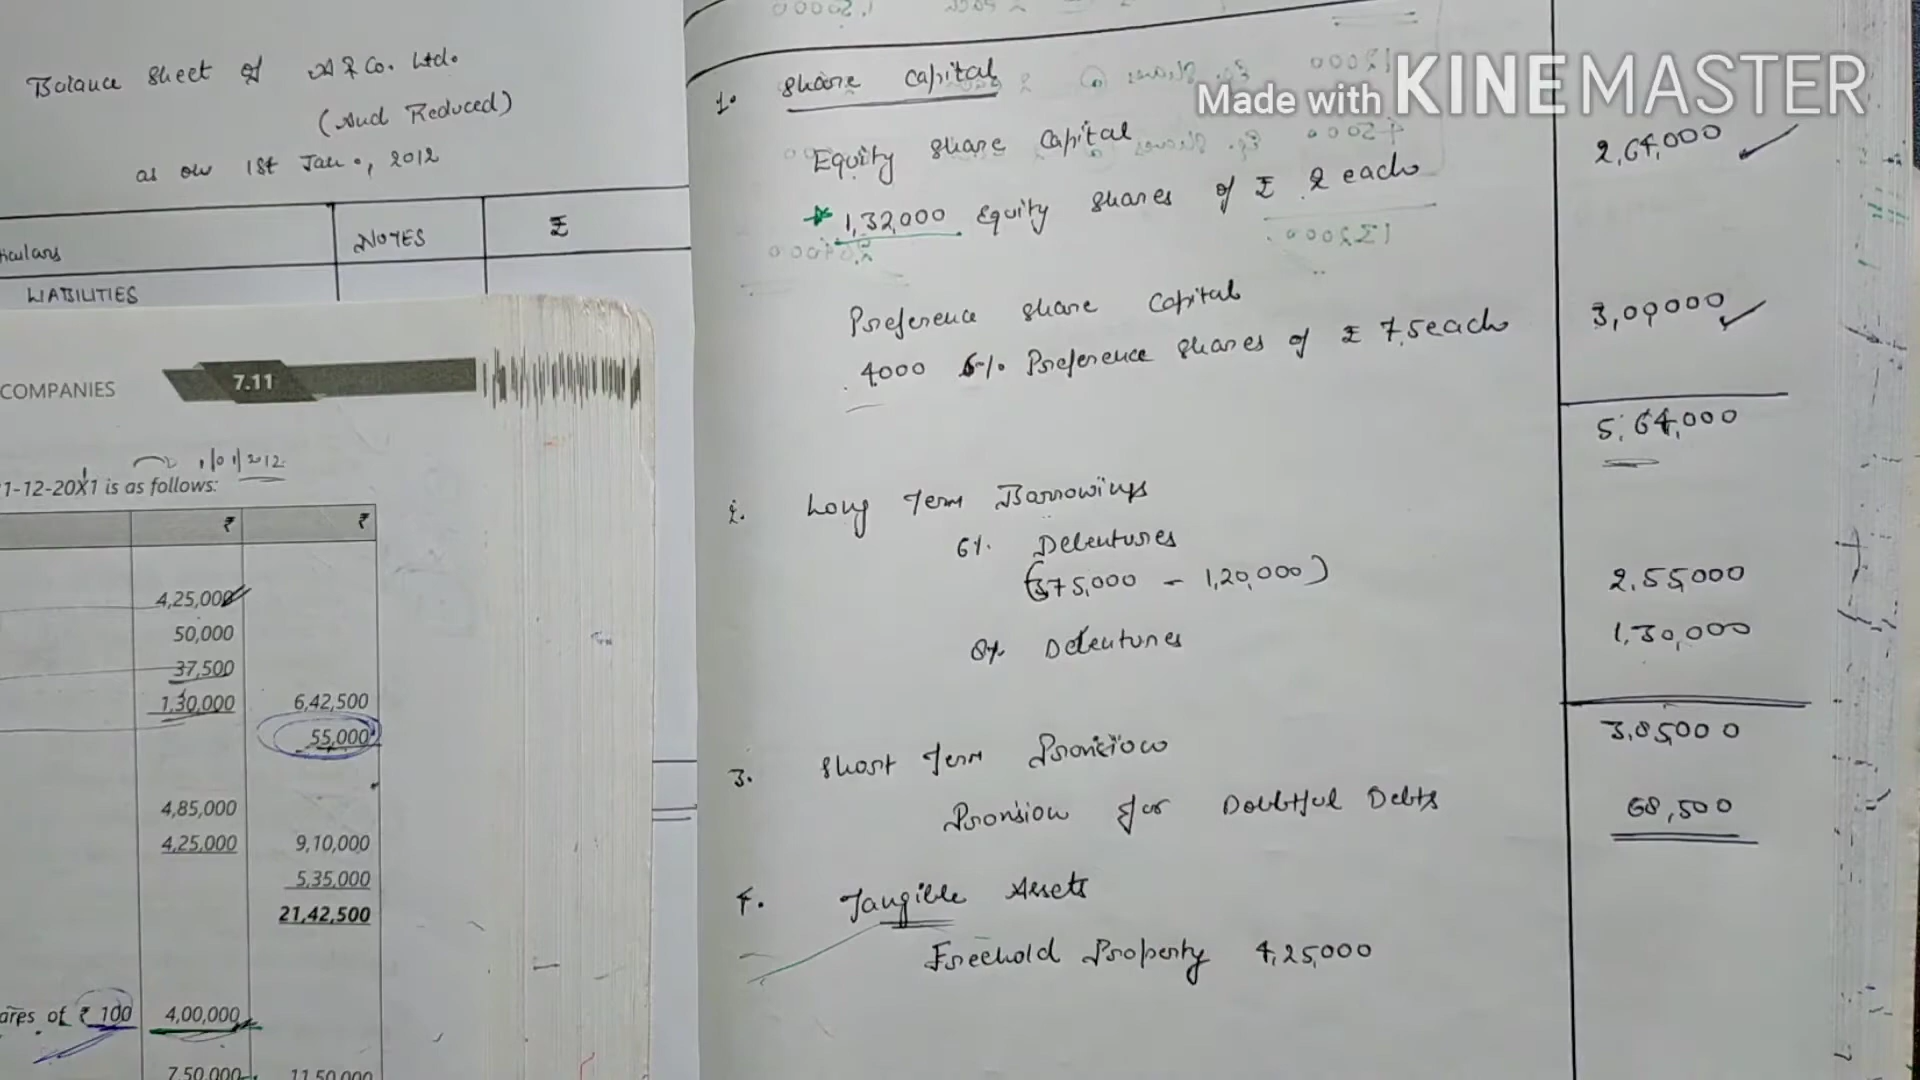 Balance Sheet of A & Co. Ltd.
(And Reduced)
as on 1st Jan., 2012
ticulars
NOTES
₹
LIABILITIES
COMPANIES
7.11
1/01/2012
1-12-20X1 is as follows:
₹ ₹
4,25,000
50,000
37,500
1,30,000 6,42,500
55,000
4,85,000
4,25,000 9,10,000
5,35,000
21,42,500
ares of ₹ 100 4,00,000
7,50,000 11,50,000
Made with KINEMASTER
1. Share Capital
Equity Share Capital 2,64,000
1,32,000 Equity Shares of ₹ 2 each
Preference Share Capital 3,00000
4000 6% Preference Shares of ₹ 75 each
5,64,000
2. Long Term Barrowings
6% Debentures
(375,000 - 1,20,000) 2,55,000
8% Debentures 1,30,000
3,85,000
3. Short Term Provision
Provision for Doubtful Debts 68,500
4. Tangible Assets
Freehold Property 4,25,000